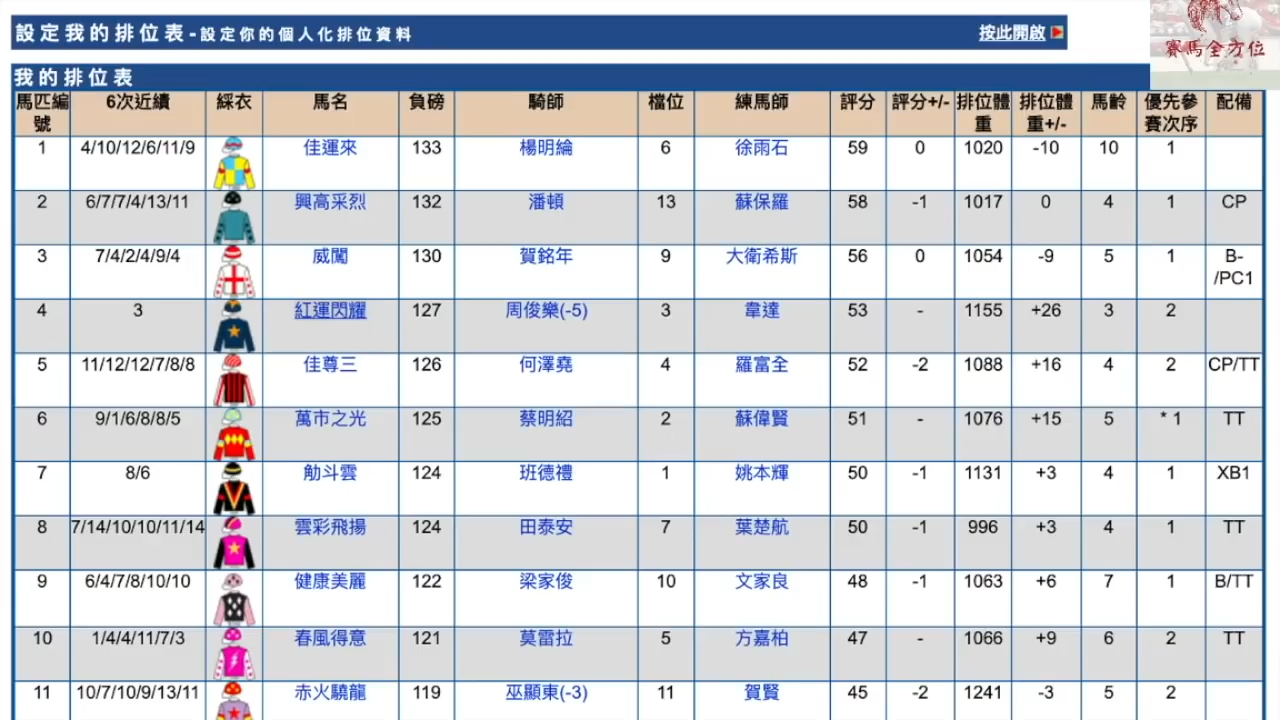 設定我的排位表-設定你的個人化排位資料 按此開啟
賽馬全方位
我的排位表
馬匹編號 6次近績 綵衣 馬名 負磅 騎師 檔位 練馬師 評分 評分+/- 排位體重 排位體重+/- 馬齡 優先參賽次序 配備
1 4/10/12/6/11/9 佳運來 133 楊明綸 6 徐雨石 59 0 1020 -10 10 1
2 6/7/7/4/13/11 興高采烈 132 潘頓 13 蘇保羅 58 -1 1017 0 4 1 CP
3 7/4/2/4/9/4 威闖 130 賀銘年 9 大衛希斯 56 0 1054 -9 5 1 B-/PC1
4 3 紅運閃耀 127 周俊樂(-5) 3 韋達 53 - 1155 +26 3 2
5 11/12/12/7/8/8 佳尊三 126 何澤堯 4 羅富全 52 -2 1088 +16 4 2 CP/TT
6 9/1/6/8/8/5 萬市之光 125 蔡明紹 2 蘇偉賢 51 - 1076 +15 5 * 1 TT
7 8/6 觔斗雲 124 班德禮 1 姚本輝 50 -1 1131 +3 4 1 XB1
8 7/14/10/10/11/14 雲彩飛揚 124 田泰安 7 葉楚航 50 -1 996 +3 4 1 TT
9 6/4/7/8/10/10 健康美麗 122 梁家俊 10 文家良 48 -1 1063 +6 7 1 B/TT
10 1/4/4/11/7/3 春風得意 121 莫雷拉 5 方嘉柏 47 - 1066 +9 6 2 TT
11 10/7/10/9/13/11 赤火驍龍 119 巫顯東(-3) 11 賀賢 45 -2 1241 -3 5 2